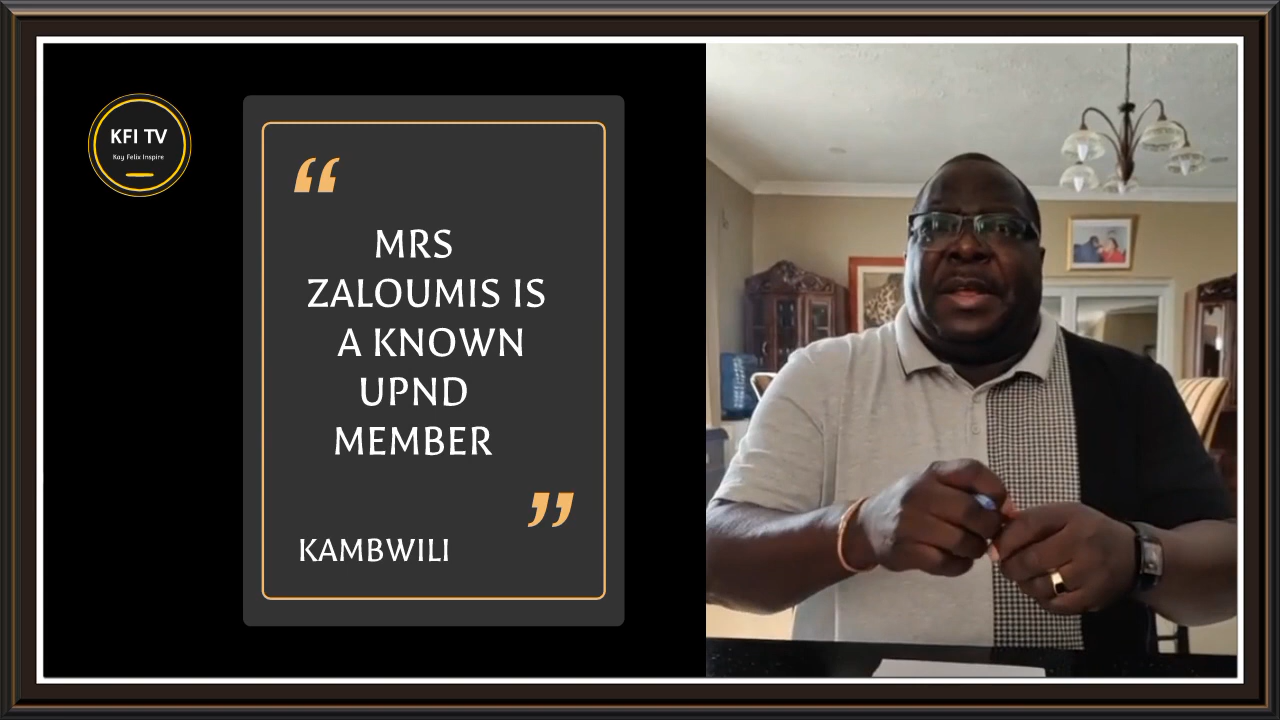 KFI TV
Kay Felix Inspire
“
MRS
ZALOUMIS IS
A KNOWN
UPND
MEMBER
”
KAMBWILI